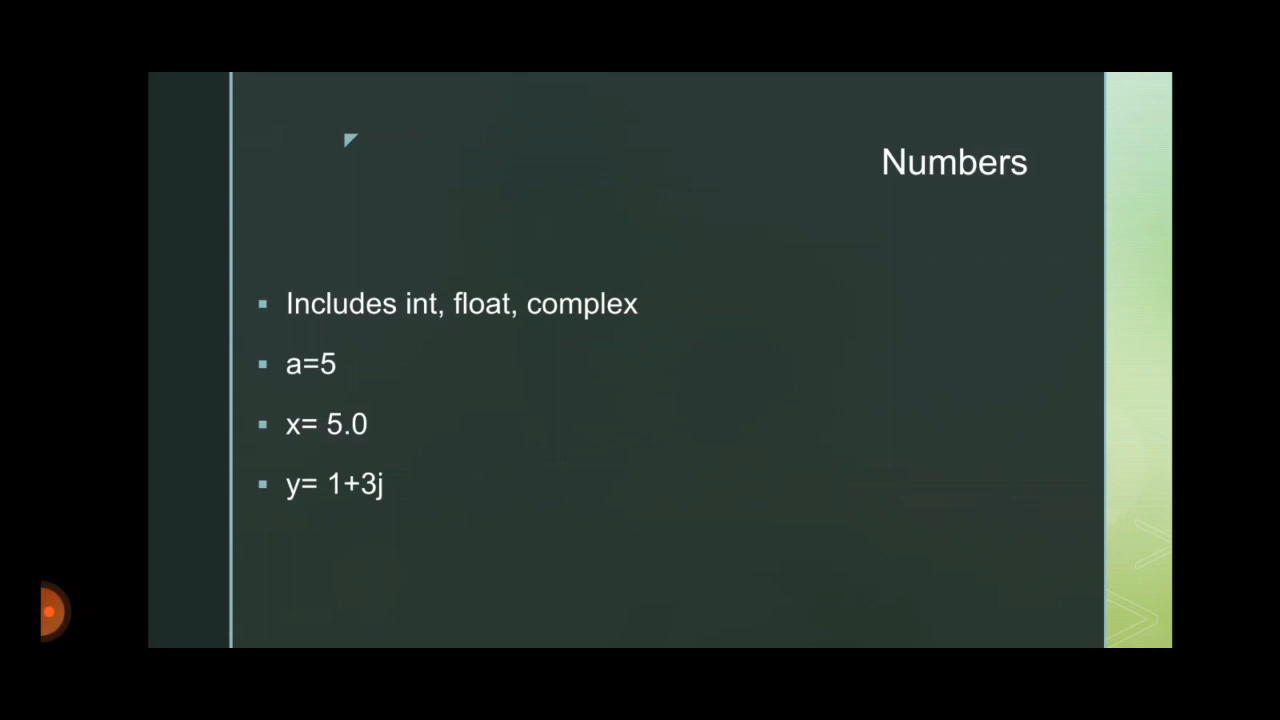 Numbers
Includes int, float, complex
a=5
x= 5.0
y= 1+3j